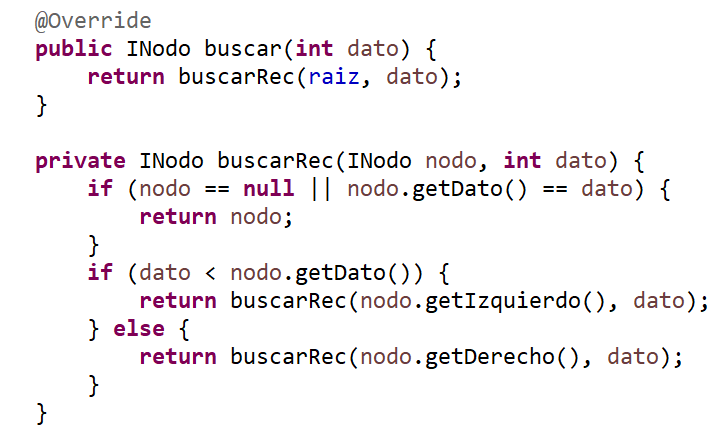 @Override
public INodo buscar(int dato) {
    return buscarRec(raiz, dato);
}

private INodo buscarRec(INodo nodo, int dato) {
    if (nodo == null || nodo.getDato() == dato) {
        return nodo;
    }
    if (dato < nodo.getDato()) {
        return buscarRec(nodo.getIzquierdo(), dato);
    } else {
        return buscarRec(nodo.getDerecho(), dato);
    }
}